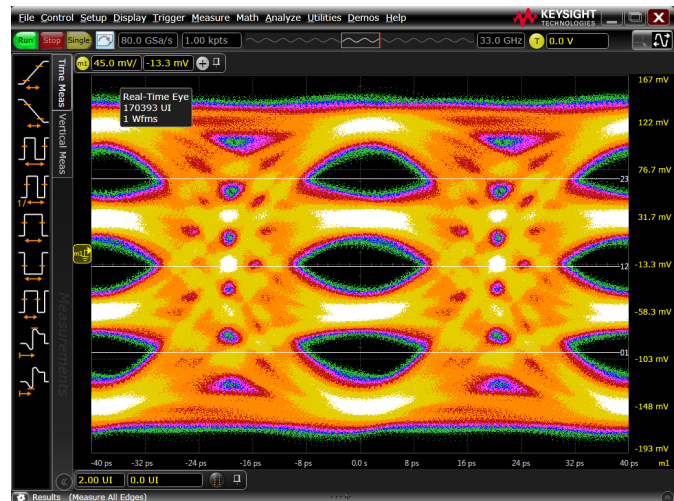 File Control Setup Display Trigger Measure Math Analyze Utilities Demos Help
KEYSIGHT
TECHNOLOGIES
Run Stop Single 80.0 GSa/s 1.00 kpts 33.0 GHz T 0.0 V
Time Meas
Vertical Meas
m1 45.0 mV/ -13.3 mV
Real-Time Eye
170393 UI
1 Wfms
167 mV
122 mV
76.7 mV
31.7 mV
-13.3 mV
-58.3 mV
-103 mV
-148 mV
-193 mV
23
12
01
1/
m1
Measurements
-40 ps -32 ps -24 ps -16 ps -8 ps 0.0 s 8 ps 16 ps 24 ps 32 ps 40 ps m1
2.00 UI 0.0 UI
Results (Measure All Edges)